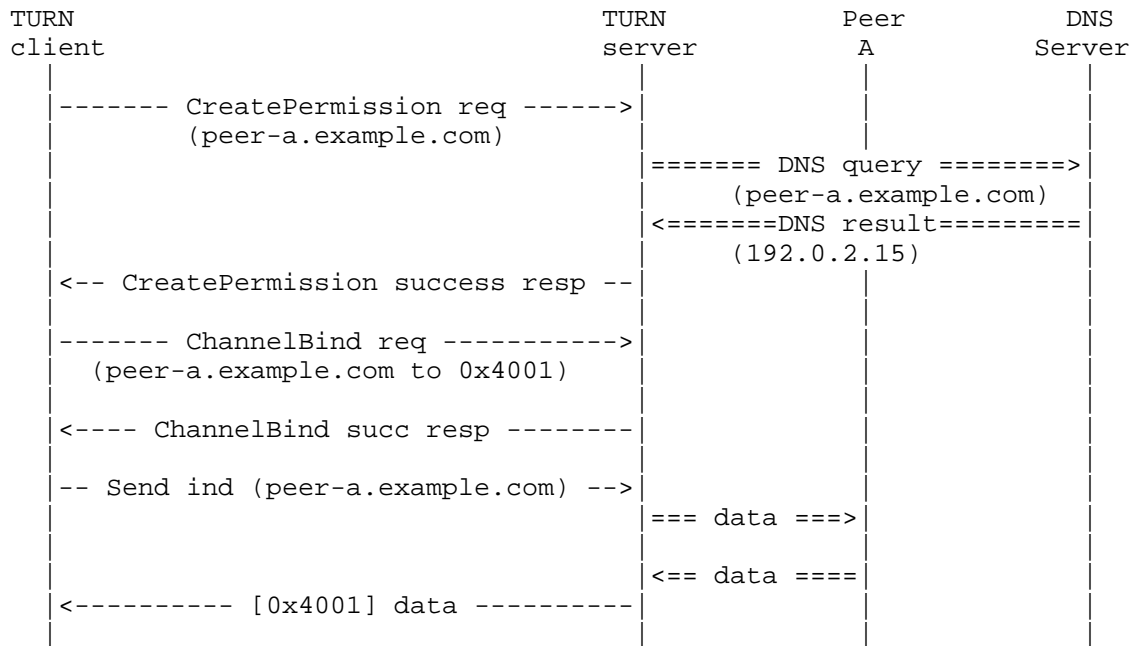 TURN                                 TURN          Peer          DNS
client                               server         A          Server
  |                                    |             |             |
  |------- CreatePermission req ------>|             |             |
  |        (peer-a.example.com)        |             |             |
  |                                    |======= DNS query ========>|
  |                                    |     (peer-a.example.com)  |
  |                                    |<=======DNS result=========|
  |                                    |     (192.0.2.15)          |
  |<-- CreatePermission success resp --|             |             |
  |                                    |             |             |
  |------- ChannelBind req ----------->|             |             |
  |  (peer-a.example.com to 0x4001)    |             |             |
  |                                    |             |             |
  |<---- ChannelBind succ resp --------|             |             |
  |                                    |             |             |
  |-- Send ind (peer-a.example.com) -->|             |             |
  |                                    |=== data ===>|             |
  |                                    |             |             |
  |                                    |<== data ====|             |
  |<---------- [0x4001] data ----------|             |             |
  |                                    |             |             |